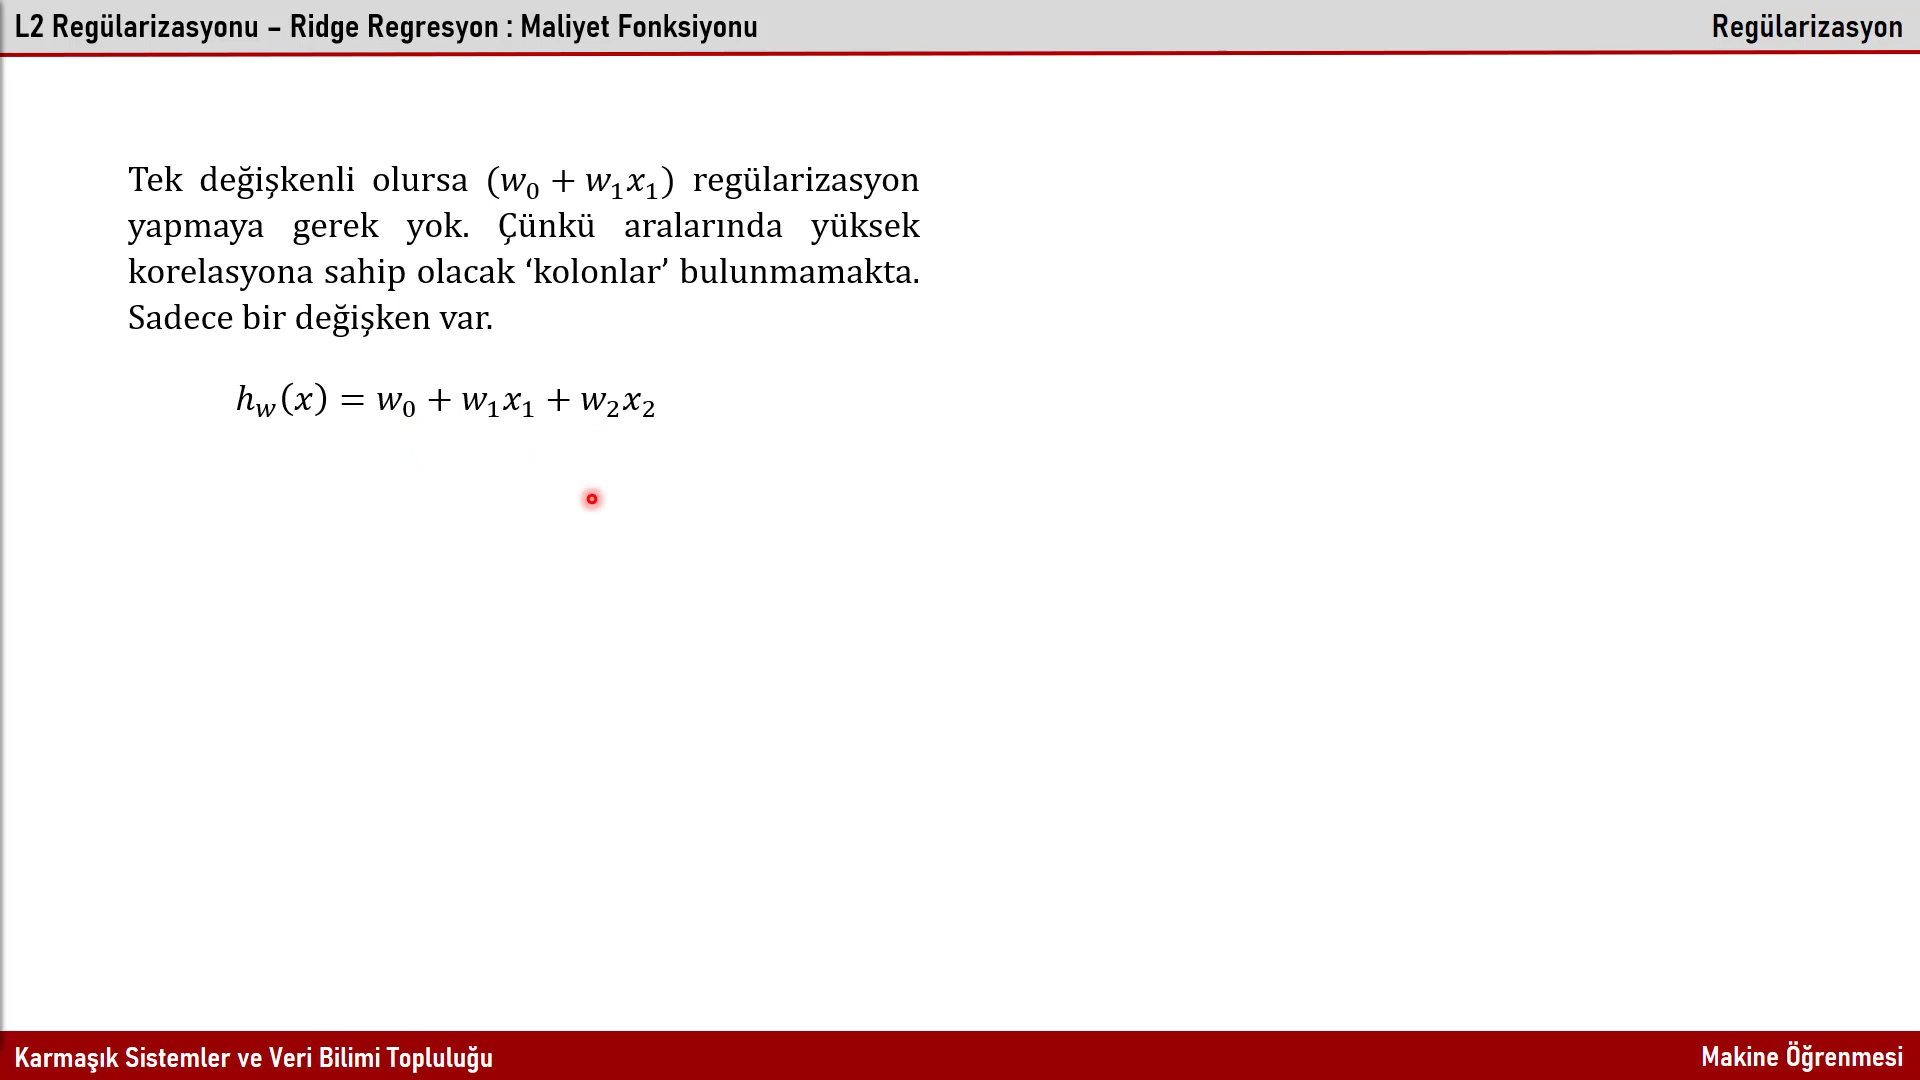 L2 Regülarizasyonu – Ridge Regresyon : Maliyet Fonksiyonu
Regülarizasyon
Tek değişkenli olursa (w₀ + w₁x₁) regülarizasyon
yapmaya gerek yok. Çünkü aralarında yüksek
korelasyona sahip olacak ‘kolonlar’ bulunmamakta.
Sadece bir değişken var.
h_w(x) = w₀ + w₁x₁ + w₂x₂
Karmaşık Sistemler ve Veri Bilimi Topluluğu
Makine Öğrenmesi